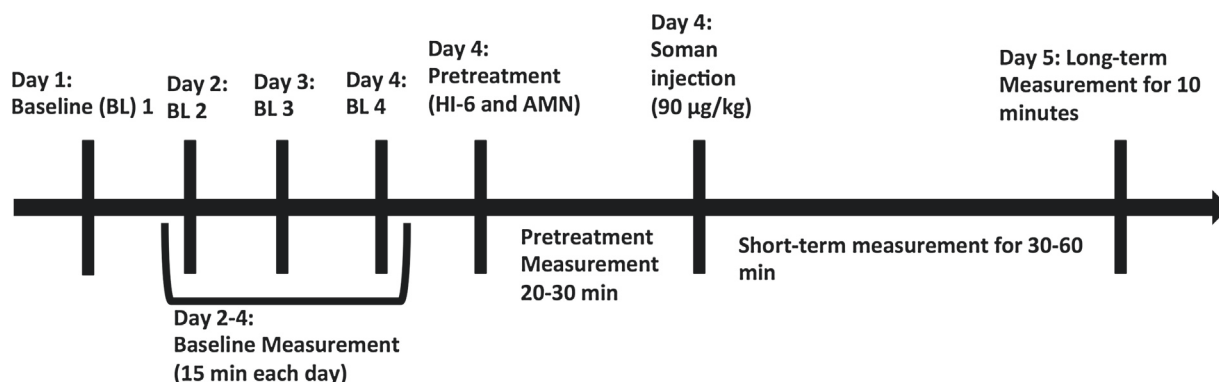 Day 1:
Baseline (BL) 1
Day 2:
BL 2
Day 3:
BL 3
Day 4:
BL 4
Day 4:
Pretreatment
(HI-6 and AMN)
Day 4:
Soman
injection
(90 µg/kg)
Day 5: Long-term
Measurement for 10
minutes
Pretreatment
Measurement
20-30 min
Short-term measurement for 30-60
min
Day 2-4:
Baseline Measurement
(15 min each day)